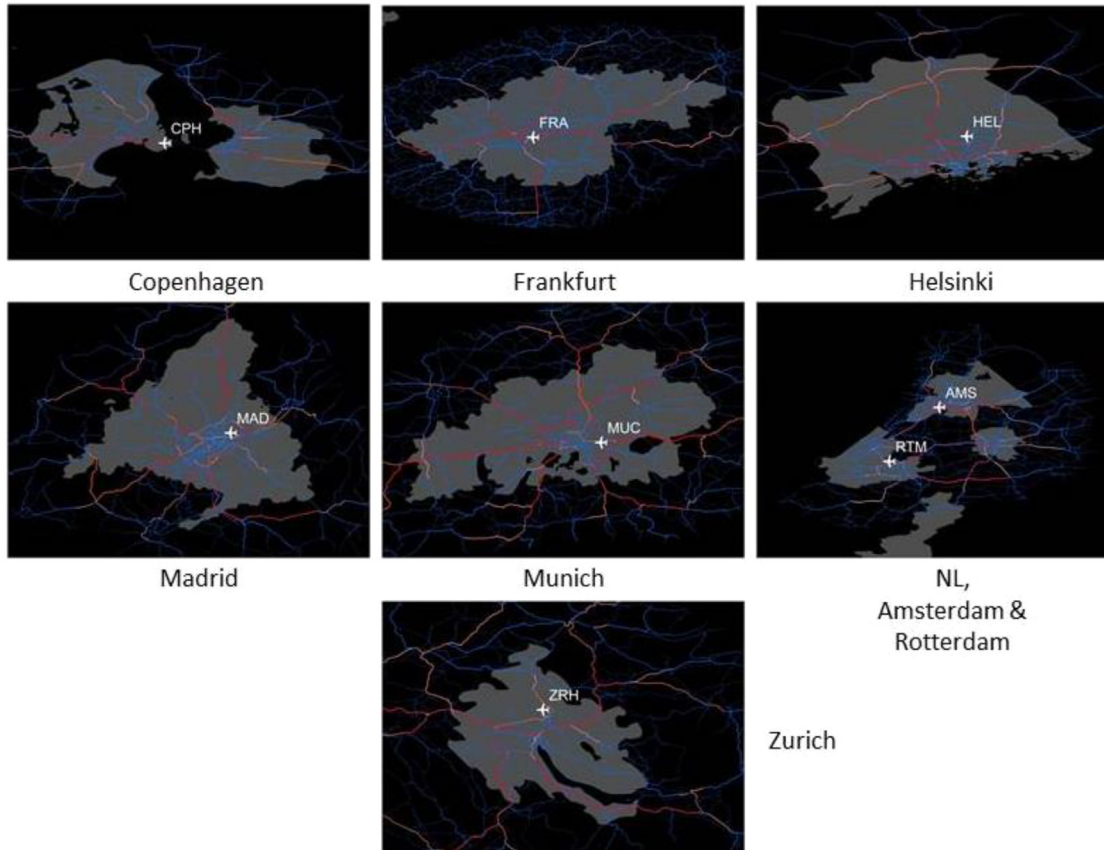 CPH
FRA
HEL
Copenhagen
Frankfurt
Helsinki
MAD
MUC
AMS
RTM
Madrid
Munich
NL,
Amsterdam &
Rotterdam
ZRH
Zurich